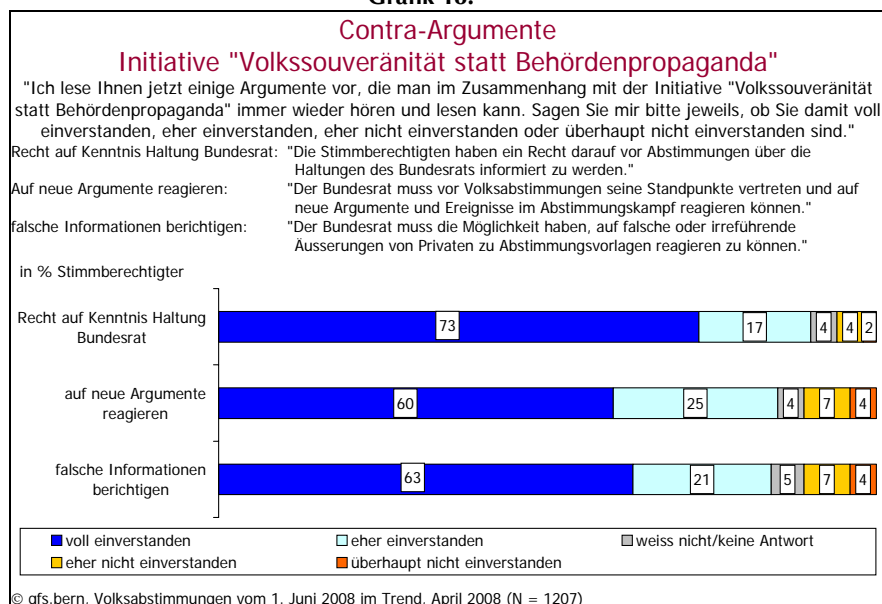 Grafik 16:
Contra-Argumente
Initiative "Volkssouveränität statt Behördenpropaganda"
"Ich lese Ihnen jetzt einige Argumente vor, die man im Zusammenhang mit der Initiative "Volkssouveränität
statt Behördenpropaganda" immer wieder hören und lesen kann. Sagen Sie mir bitte jeweils, ob Sie damit voll
einverstanden, eher einverstanden, eher nicht einverstanden oder überhaupt nicht einverstanden sind."
Recht auf Kenntnis Haltung Bundesrat: "Die Stimmberechtigten haben ein Recht darauf vor Abstimmungen über die
Haltungen des Bundesrats informiert zu werden."
Auf neue Argumente reagieren: "Der Bundesrat muss vor Volksabstimmungen seine Standpunkte vertreten und auf
neue Argumente und Ereignisse im Abstimmungskampf reagieren können."
falsche Informationen berichtigen: "Der Bundesrat muss die Möglichkeit haben, auf falsche oder irreführende
Äusserungen von Privaten zu Abstimmungsvorlagen reagieren zu können."
in % Stimmberechtigter
Recht auf Kenntnis Haltung
Bundesrat
73 17 4 4 2
auf neue Argumente
reagieren
60 25 4 7 4
falsche Informationen
berichtigen
63 21 5 7 4
voll einverstanden eher einverstanden weiss nicht/keine Antwort
eher nicht einverstanden überhaupt nicht einverstanden
© gfs.bern, Volksabstimmungen vom 1. Juni 2008 im Trend, April 2008 (N = 1207)